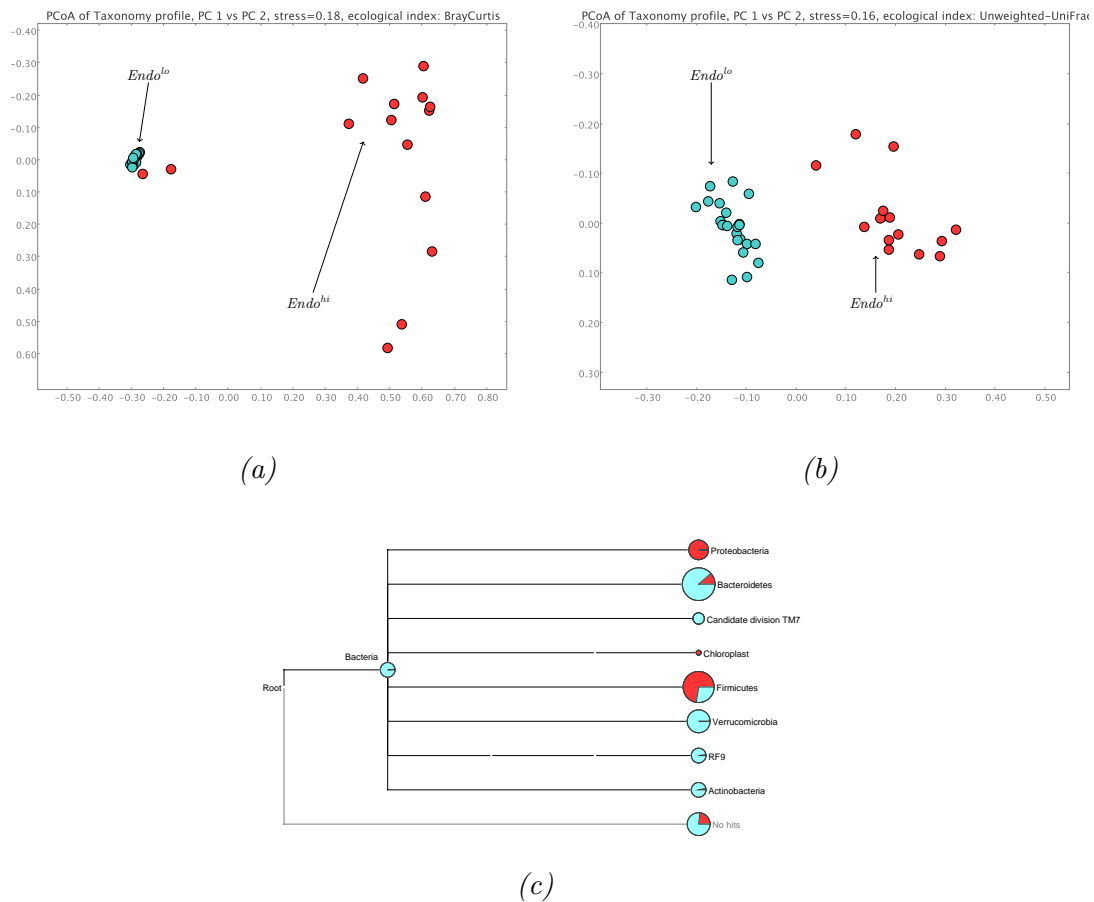 PCoA of Taxonomy profile, PC 1 vs PC 2, stress=0.18, ecological index: BrayCurtis
−0.40
−0.30
−0.20
−0.10
0.00
0.10
0.20
0.30
0.40
0.50
0.60
Endo^lo
Endo^hi
−0.50 −0.40 −0.30 −0.20 −0.10 0.00 0.10 0.20 0.30 0.40 0.50 0.60 0.70 0.80
(a)
PCoA of Taxonomy profile, PC 1 vs PC 2, stress=0.16, ecological index: Unweighted-UniFrac
−0.40
−0.30
−0.20
−0.10
0.00
0.10
0.20
0.30
Endo^lo
Endo^hi
−0.30 −0.20 −0.10 0.00 0.10 0.20 0.30 0.40 0.50
(b)
Root
Bacteria
Proteobacteria
Bacteroidetes
Candidate division TM7
Chloroplast
Firmicutes
Verrucomicrobia
RF9
Actinobacteria
No hits
(c)